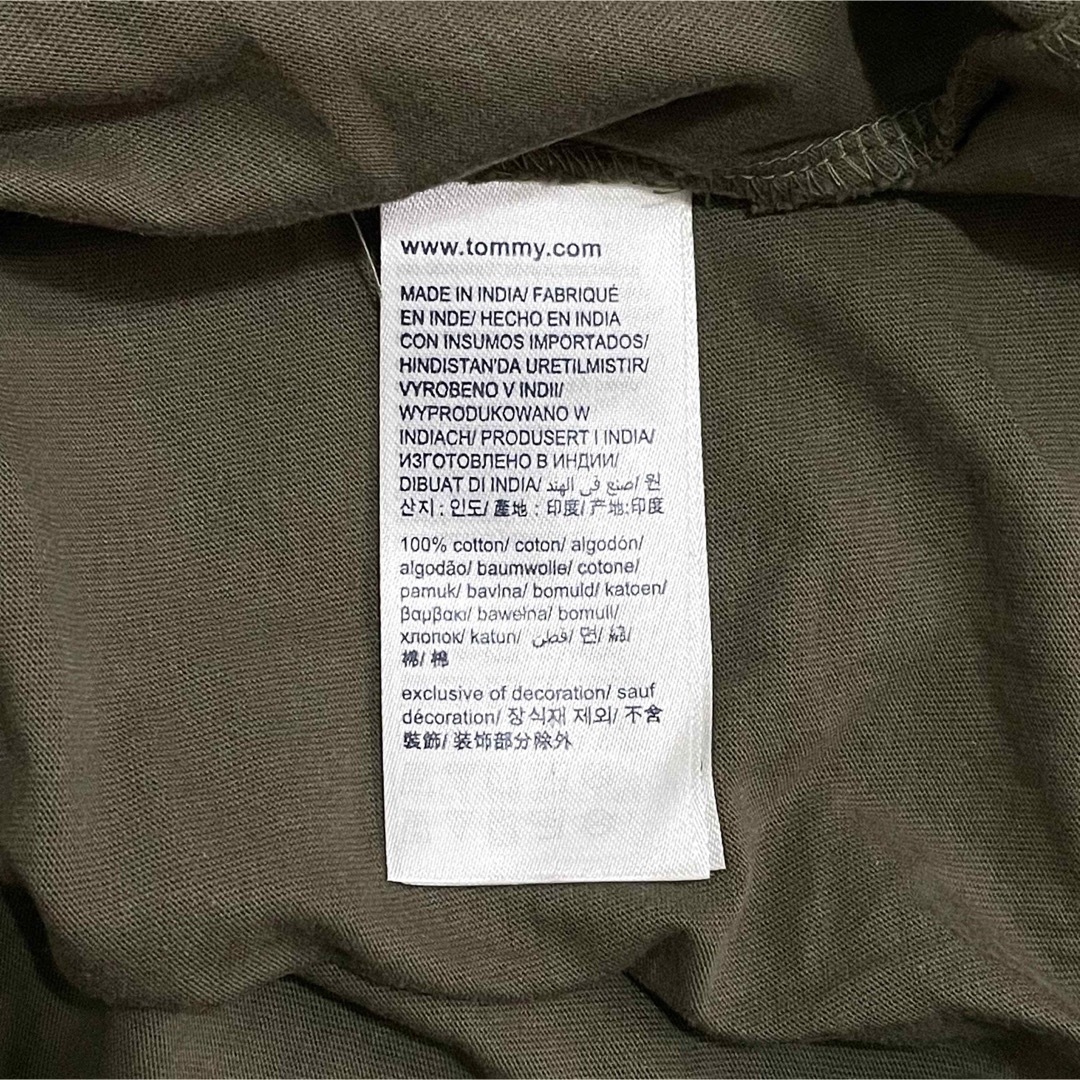 www.tommy.com
MADE IN INDIA/ FABRIQUÉ
EN INDE/ HECHO EN INDIA
CON INSUMOS IMPORTADOS/
HINDISTAN'DA URETILMISTIR/
VYROBENO V INDII/
WYPRODUKOWANO W
INDIACH/ PRODUSERT I INDIA/
ИЗГОТОВЛЕНО В ИНДИИ/
DIBUAT DI INDIA/ صنع في الهند/ 원
산지 : 인도/ 產地 : 印度/ 产地:印度
100% cotton/ coton/ algodón/
algodão/ baumwolle/ cotone/
pamuk/ bavlna/ bomuld/ katoen/
βαμβακι/ bawełna/ bomull/
хлопок/ katun/ قطن/ 면/ 綿/
棉/ 棉
exclusive of decoration/ sauf
décoration/ 장식재 제외/ 不含
裝飾/ 装饰部分除外